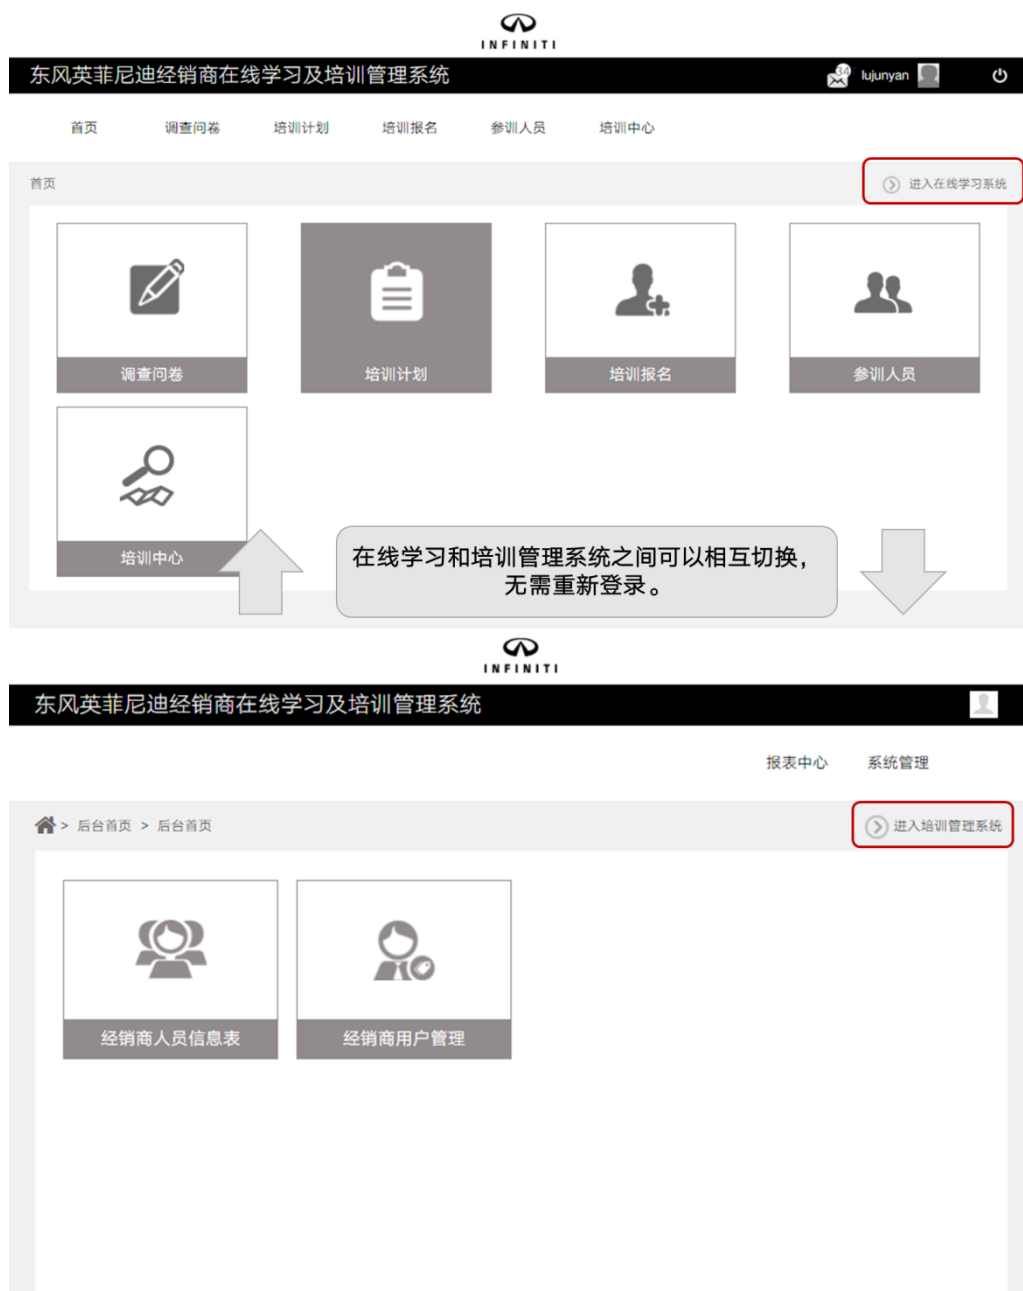 INFINITI
东风英菲尼迪经销商在线学习及培训管理系统
34 lujunyan
首页 调查问卷 培训计划 培训报名 参训人员 培训中心
首页 进入在线学习系统
调查问卷 培训计划 培训报名 参训人员
培训中心
在线学习和培训管理系统之间可以相互切换，
无需重新登录。
INFINITI
东风英菲尼迪经销商在线学习及培训管理系统
报表中心 系统管理
> 后台首页 > 后台首页 进入培训管理系统
经销商人员信息表 经销商用户管理